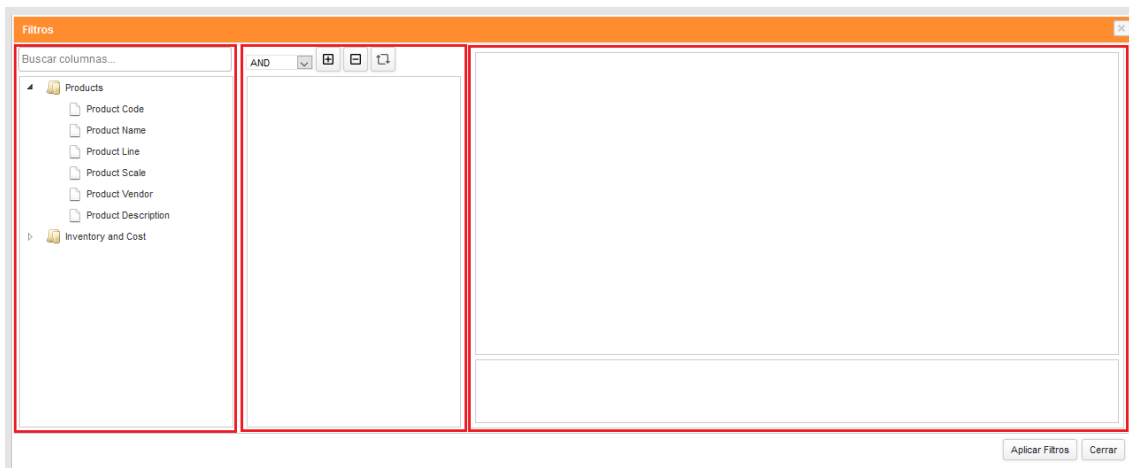 Filtros
Buscar columnas...
AND
Products
Product Code
Product Name
Product Line
Product Scale
Product Vendor
Product Description
Inventory and Cost
Aplicar Filtros
Cerrar